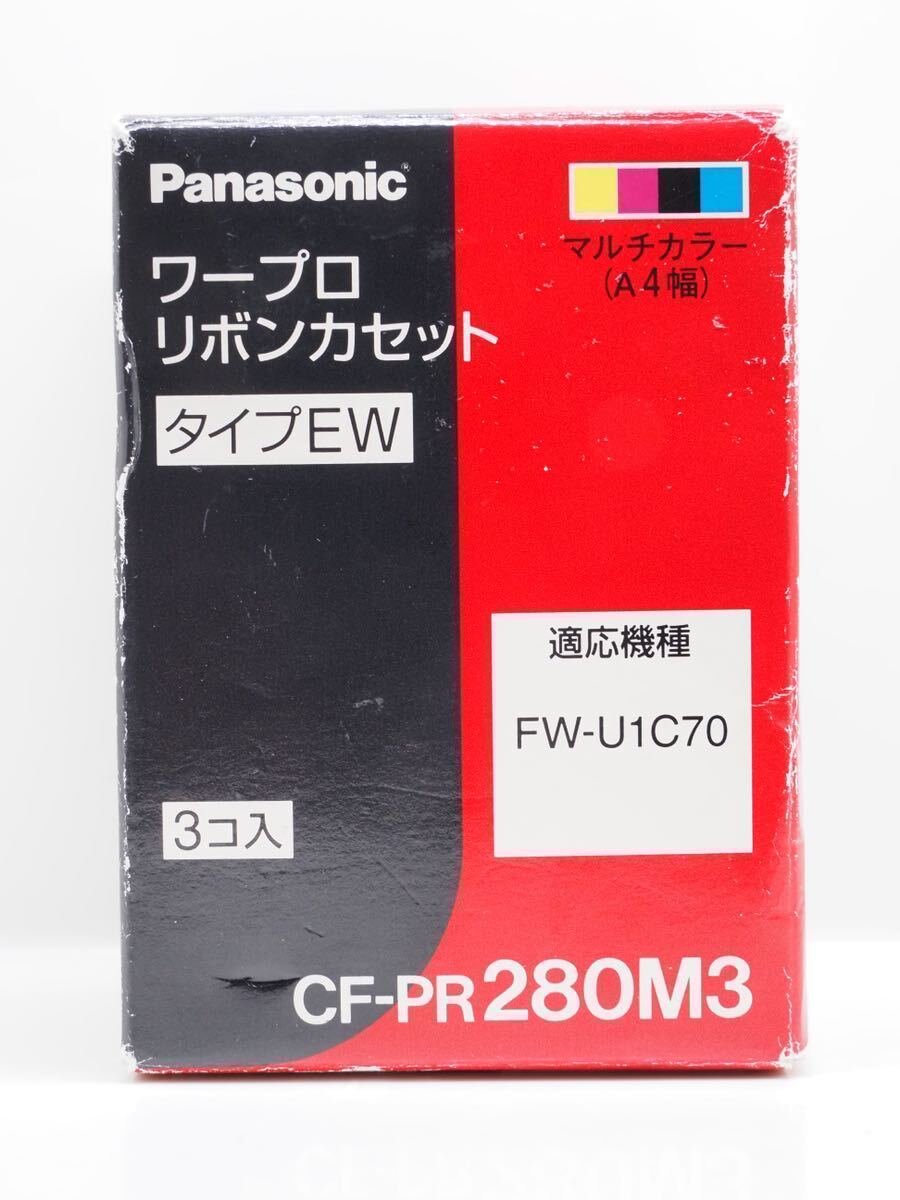 Panasonic®
マルチカラー
(A4幅)
ワープロ
リボンカセット
タイプEW
適応機種
FW-U1C70
3コ入
CF-PR280M3